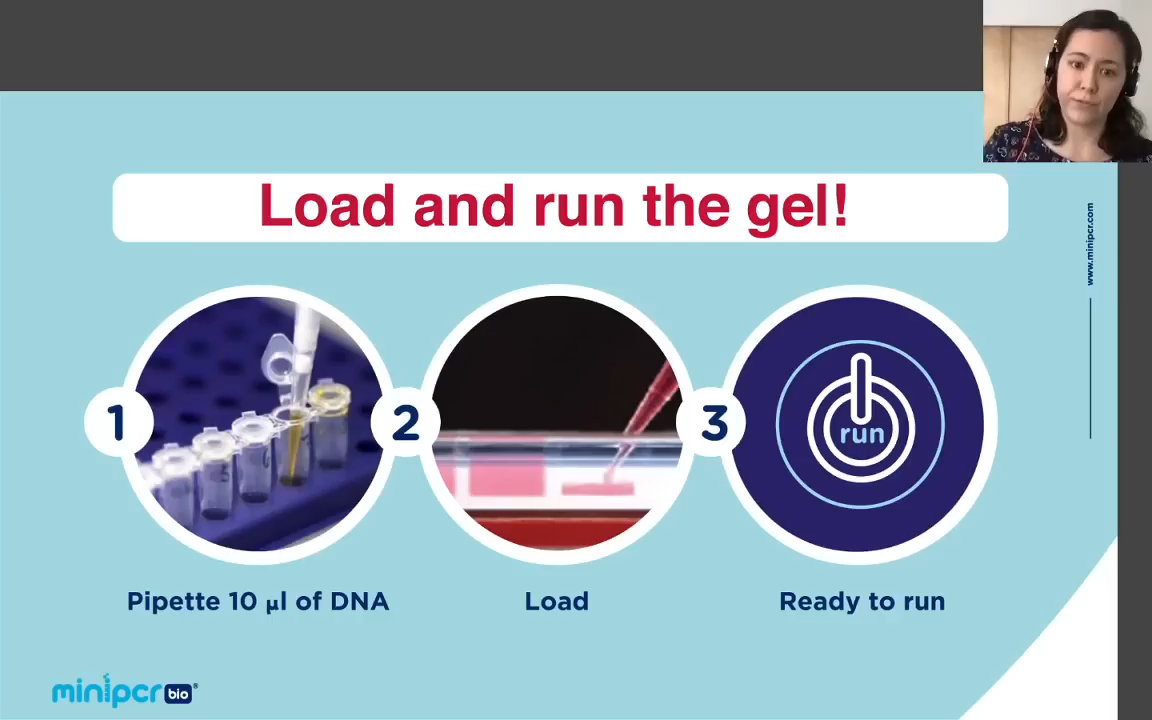 Load and run the gel!
www.minipcr.com
1
2
3
run
Pipette 10 µl of DNA
Load
Ready to run
minipcr bio®